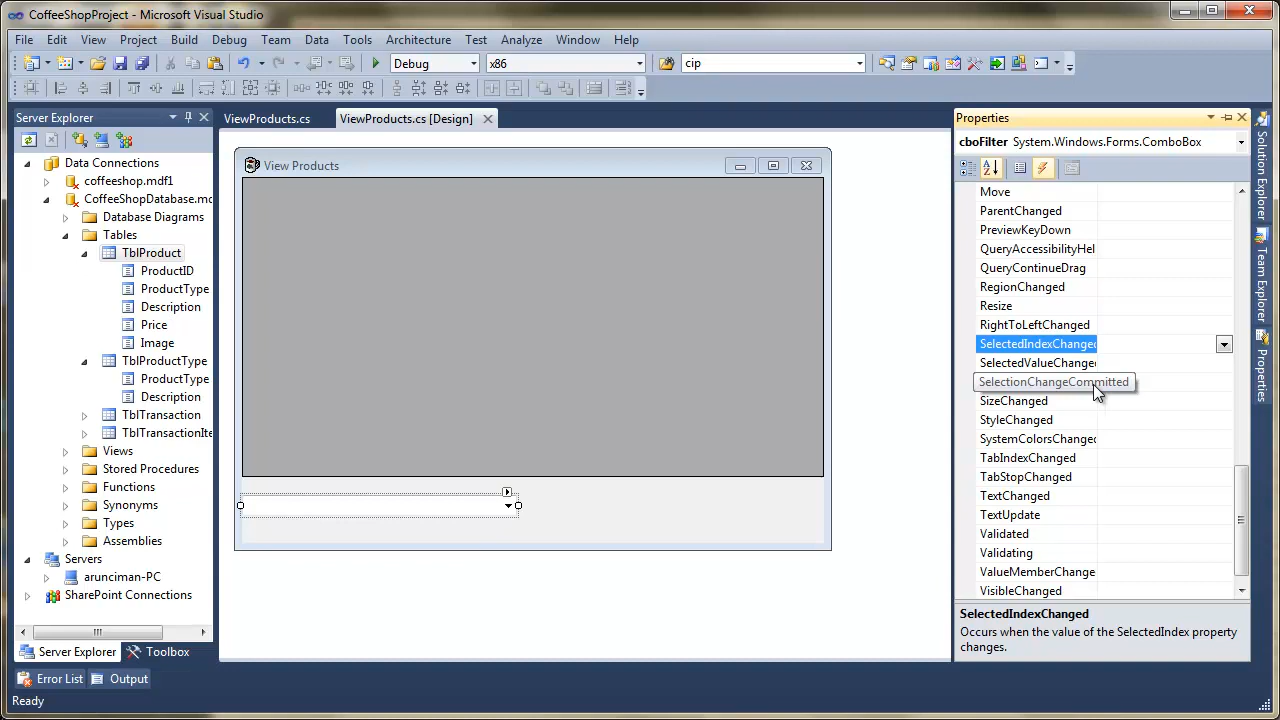 CoffeeShopProject - Microsoft Visual Studio
File Edit View Project Build Debug Team Data Tools Architecture Test Analyze Window Help
Debug x86 cip
Server Explorer
ViewProducts.cs ViewProducts.cs [Design]
Properties
cboFilter System.Windows.Forms.ComboBox
Data Connections
coffeeshop.mdf1
CoffeeShopDatabase.mc
Database Diagrams
Tables
TblProduct
ProductID
ProductType
Description
Price
Image
TblProductType
ProductType
Description
TblTransaction
TblTransactionIte
Views
Stored Procedures
Functions
Synonyms
Types
Assemblies
Servers
arunciman-PC
SharePoint Connections
Server Explorer Toolbox
Error List Output
Ready
View Products
Move
ParentChanged
PreviewKeyDown
QueryAccessibilityHel
QueryContinueDrag
RegionChanged
Resize
RightToLeftChanged
SelectedIndexChanged
SelectedValueChange
SelectionChangeCommitted
SizeChanged
StyleChanged
SystemColorsChanged
TabIndexChanged
TabStopChanged
TextChanged
TextUpdate
Validated
Validating
ValueMemberChange
VisibleChanged
SelectedIndexChanged
Occurs when the value of the SelectedIndex property
changes.
Solution Explorer
Team Explorer
Properties